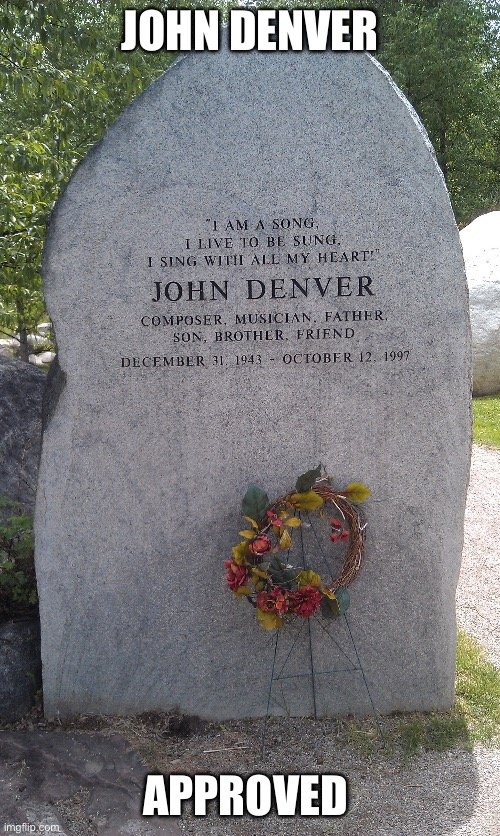 JOHN DENVER
"I AM A SONG,
I LIVE TO BE SUNG,
I SING WITH ALL MY HEART!"
JOHN DENVER
COMPOSER, MUSICIAN, FATHER,
SON, BROTHER, FRIEND
DECEMBER 31, 1943 - OCTOBER 12, 1997
APPROVED
imgflip.com